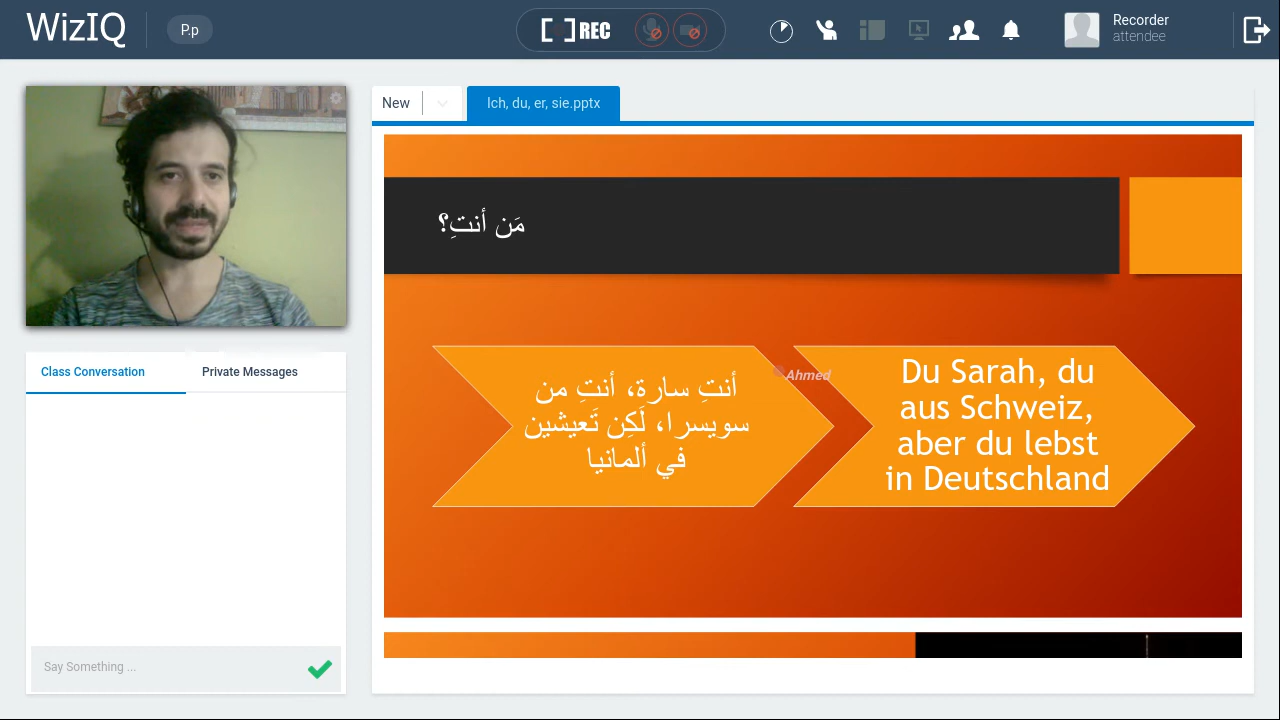 WizIQ
P.p
REC
Recorder
attendee
New
Ich, du, er, sie.pptx
مَن أنتِ؟
أنتِ سارة، أنتِ من
سويسرا، لَكِن تَعيشين
في ألمانيا
Ahmed
Du Sarah, du
aus Schweiz,
aber du lebst
in Deutschland
Class Conversation
Private Messages
Say Something ...